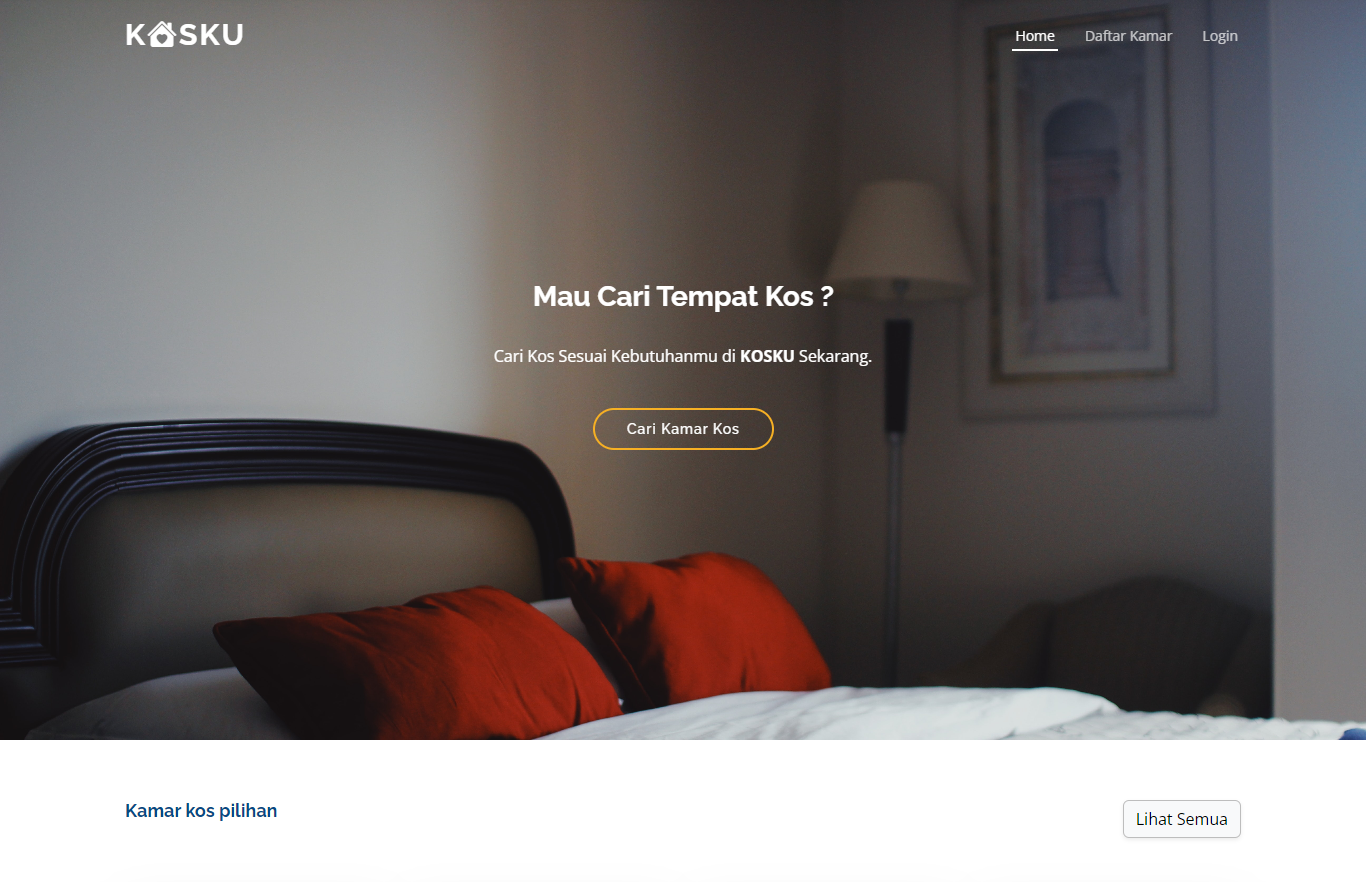 KOSKU
Home Daftar Kamar Login
Mau Cari Tempat Kos ?
Cari Kos Sesuai Kebutuhanmu di KOSKU Sekarang.
Cari Kamar Kos
Kamar kos pilihan
Lihat Semua